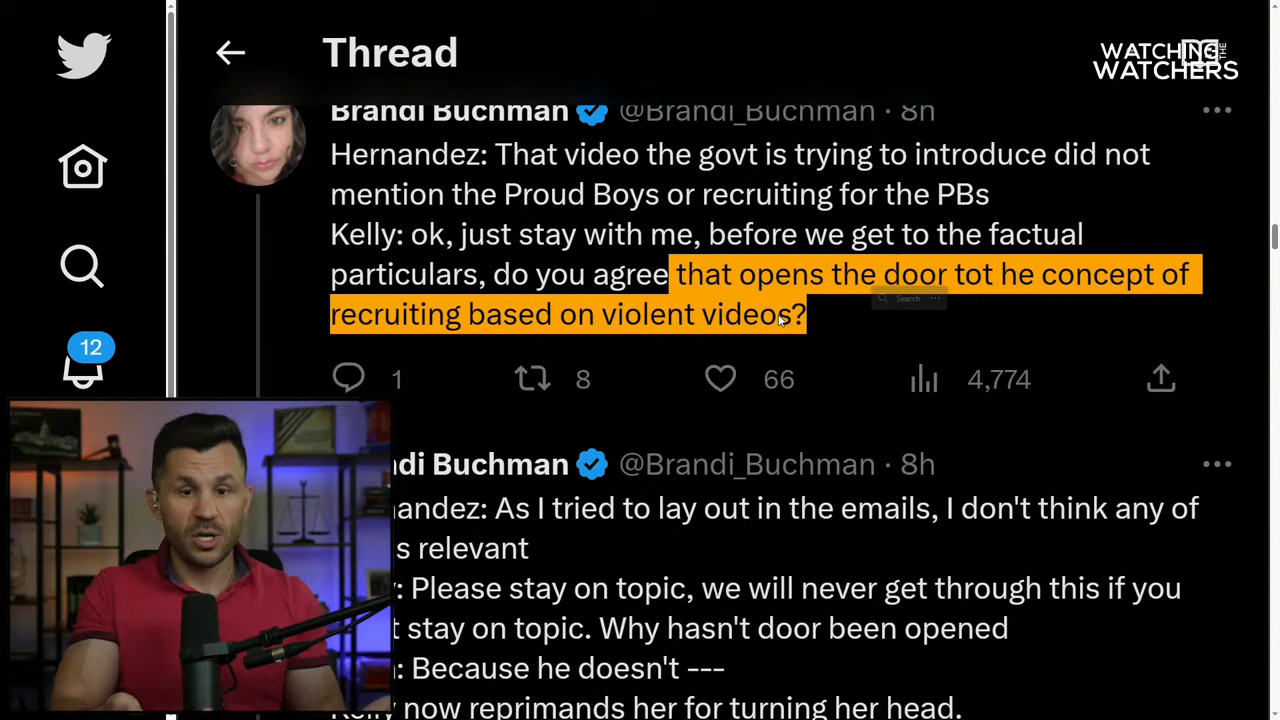 Thread
WATCHING THE
WATCHERS
Brandi Buchman @Brandi_Buchman · 8h
Hernandez: That video the govt is trying to introduce did not
mention the Proud Boys or recruiting for the PBs
Kelly: ok, just stay with me, before we get to the factual
particulars, do you agree that opens the door tot he concept of
recruiting based on violent videos?
Search
12
1 8 66 4,774
di Buchman @Brandi_Buchman · 8h
andez: As I tried to lay out in the emails, I don't think any of
s relevant
: Please stay on topic, we will never get through this if you
t stay on topic. Why hasn't door been opened
: Because he doesn't ---
Kelly now reprimands her for turning her head.